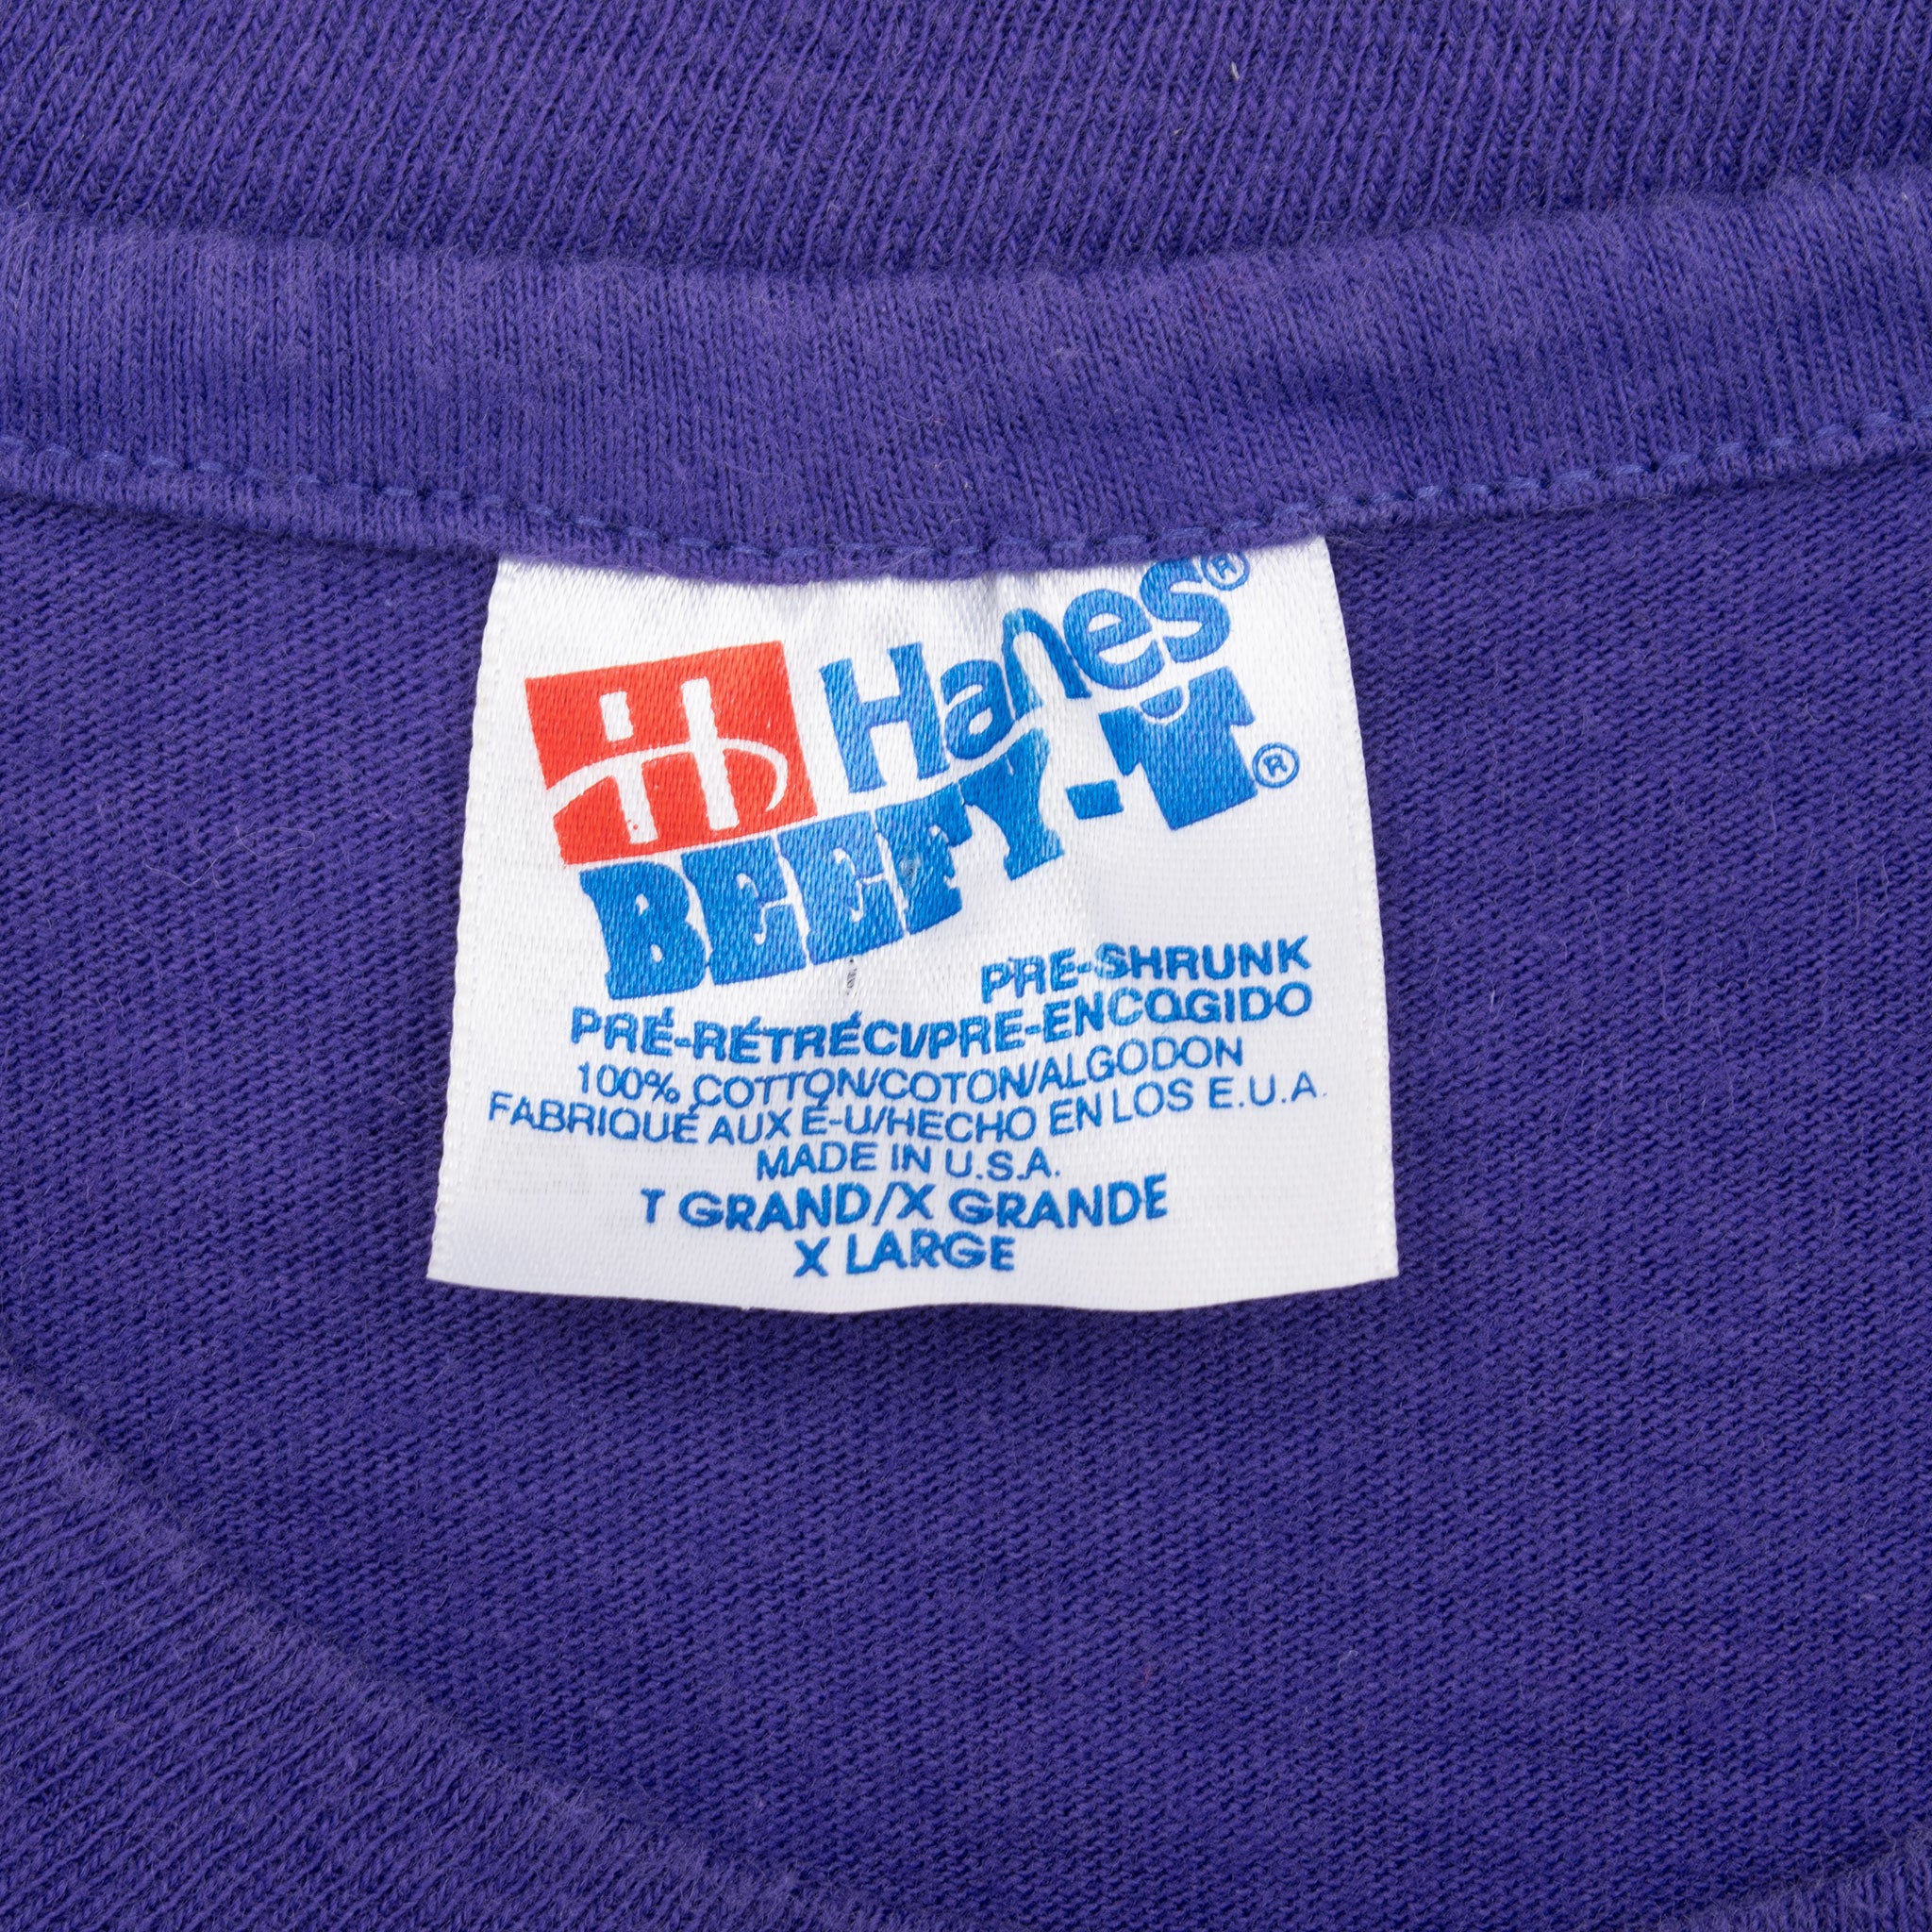 Hanes®
BEEFY-T®
PRE-SHRUNK
PRÉ-RÉTRÉCI/PRE-ENCOGIDO
100% COTTON/COTON/ALGODON
FABRIQUÉ AUX É-U/HECHO EN LOS E.U.A.
MADE IN U.S.A.
T GRAND/X GRANDE
X LARGE